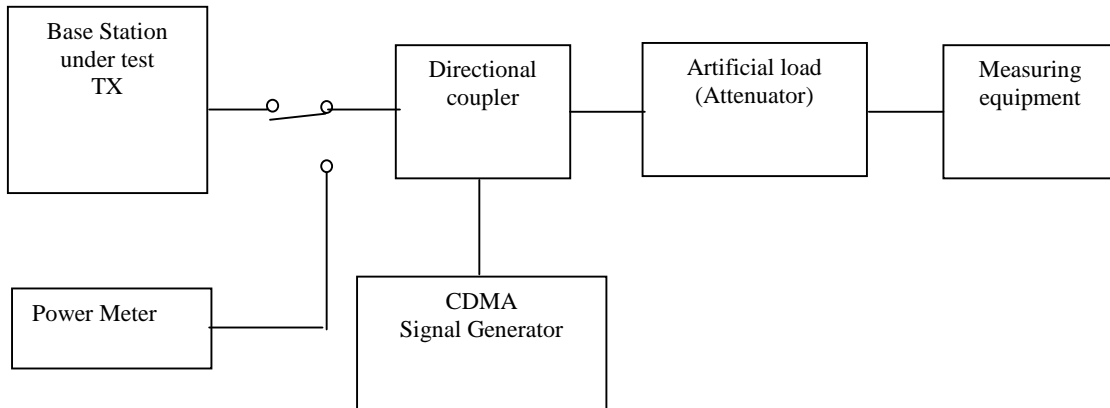 Base Station
under test
TX
Directional
coupler
Artificial load
(Attenuator)
Measuring
equipment
Power Meter
CDMA
Signal Generator